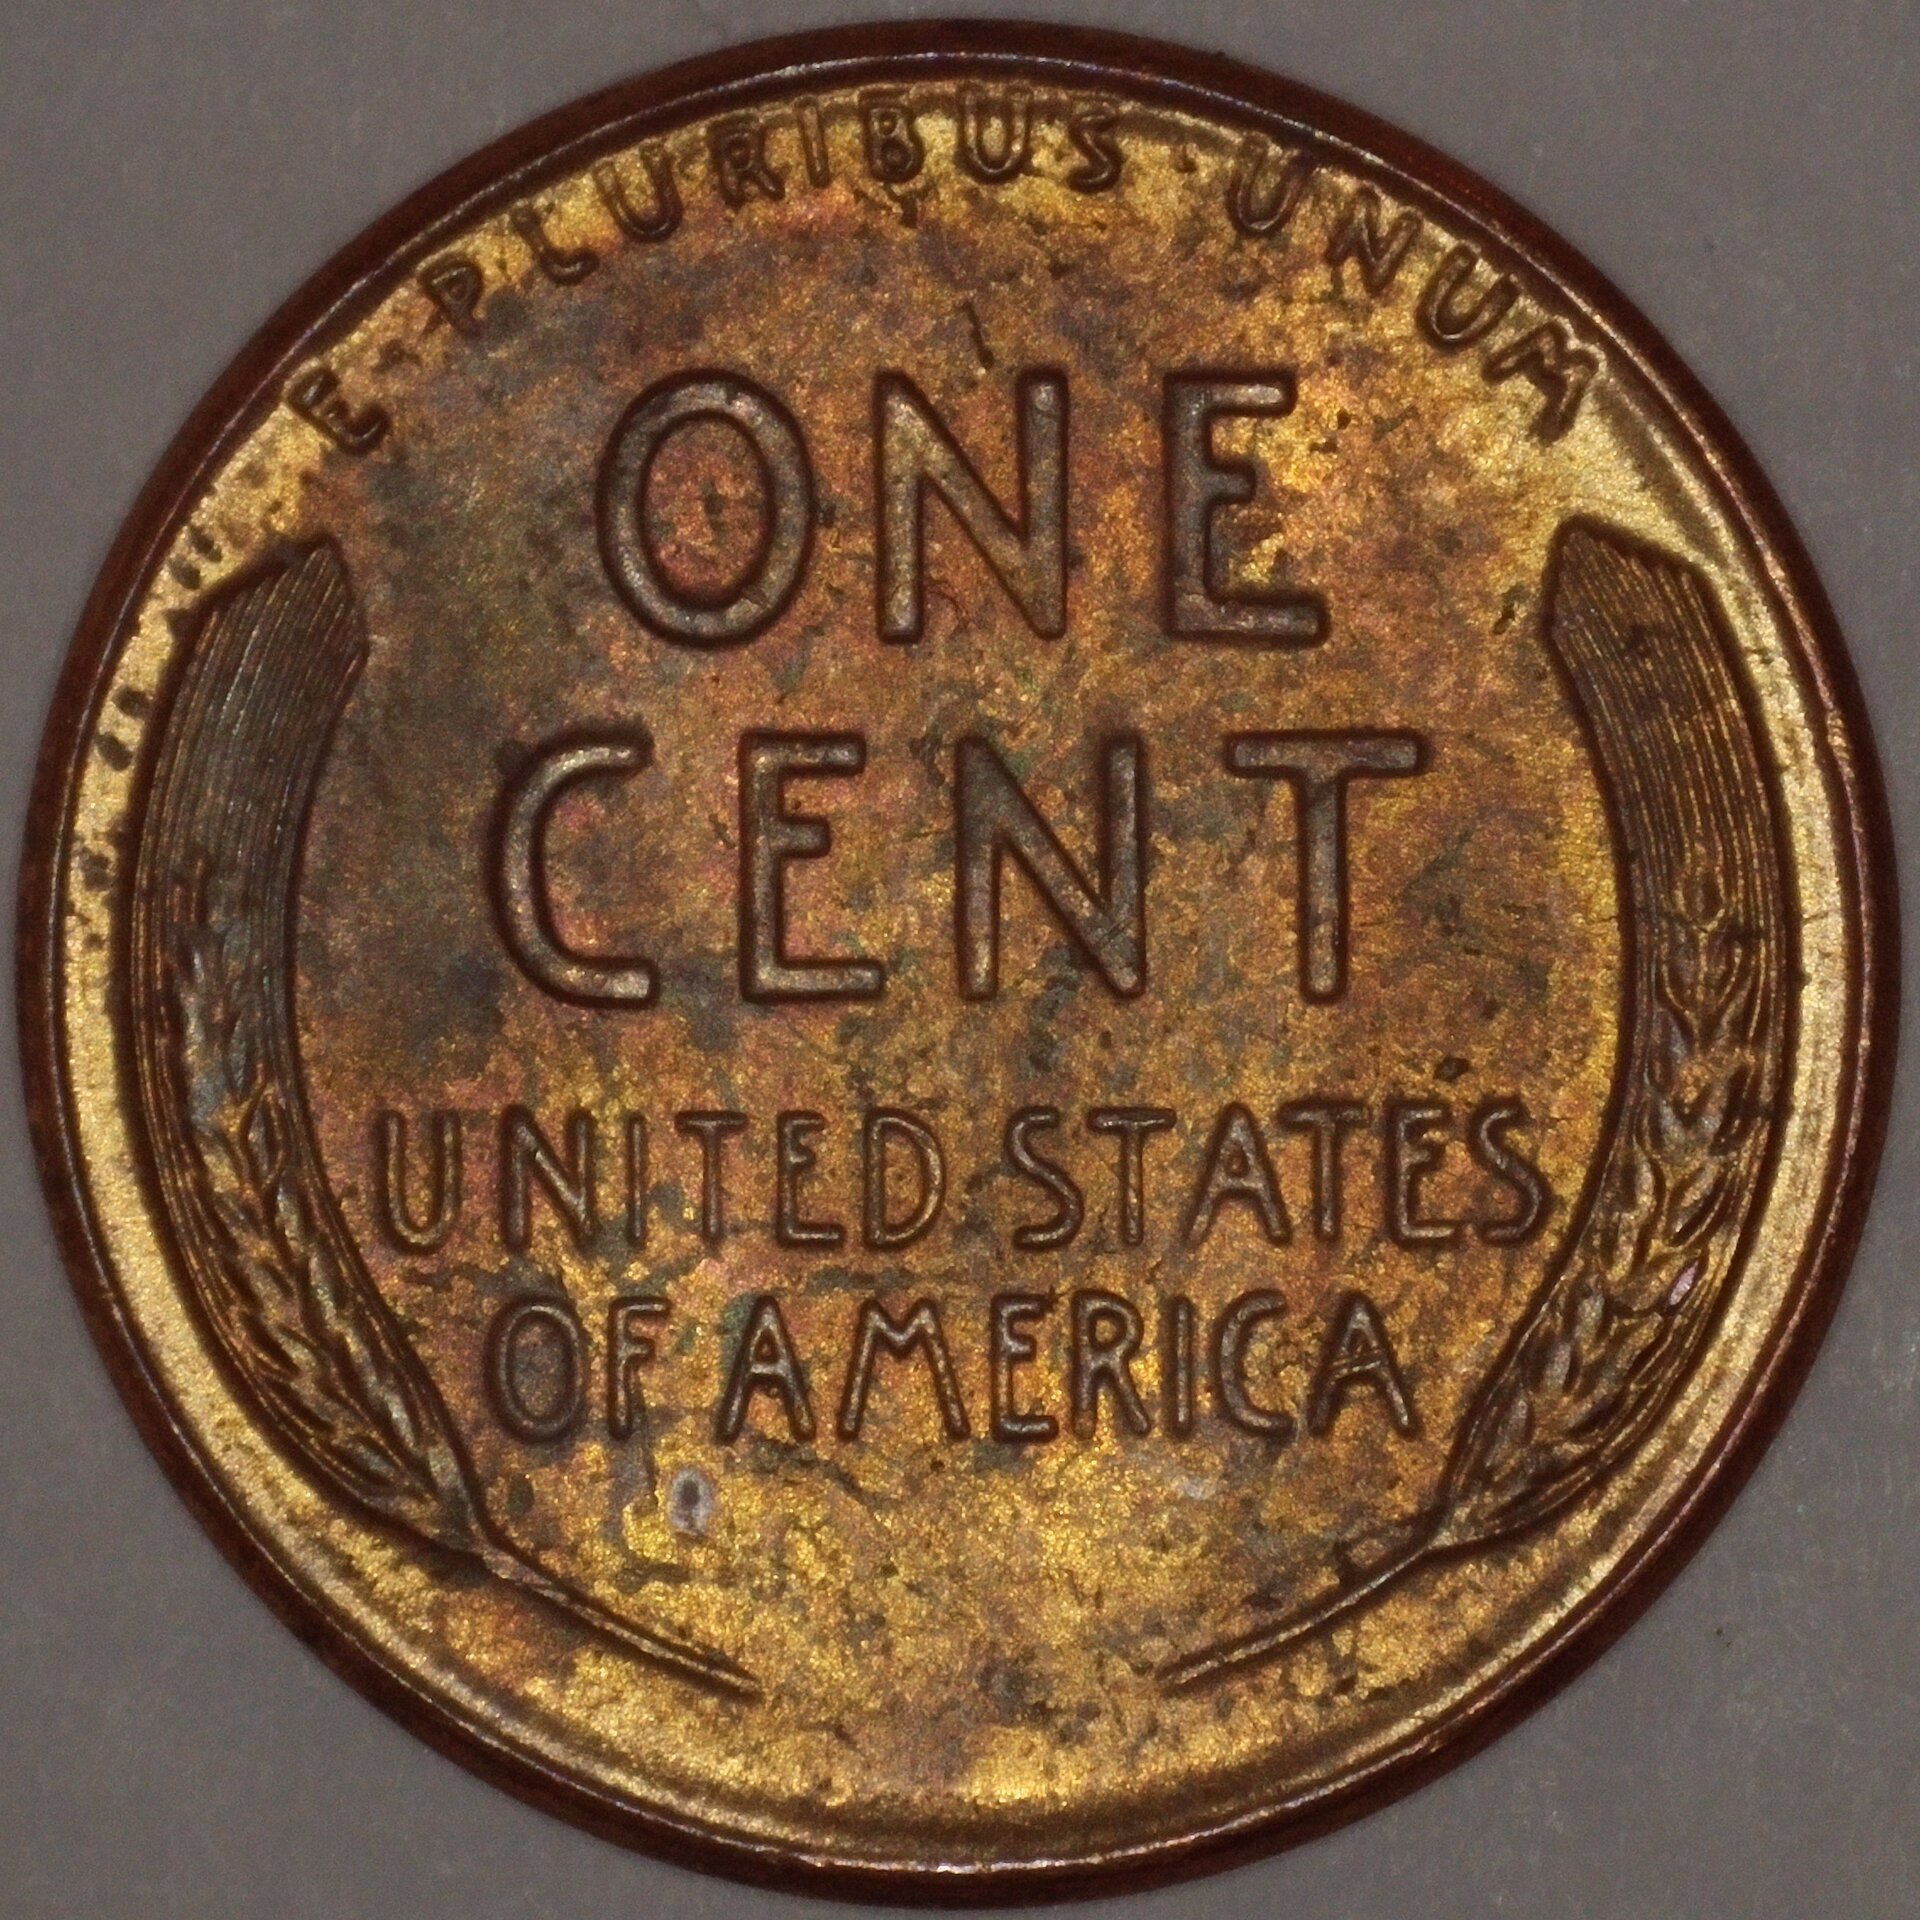 E · PLURIBUS · UNUM
ONE
CENT
UNITED STATES
OF AMERICA